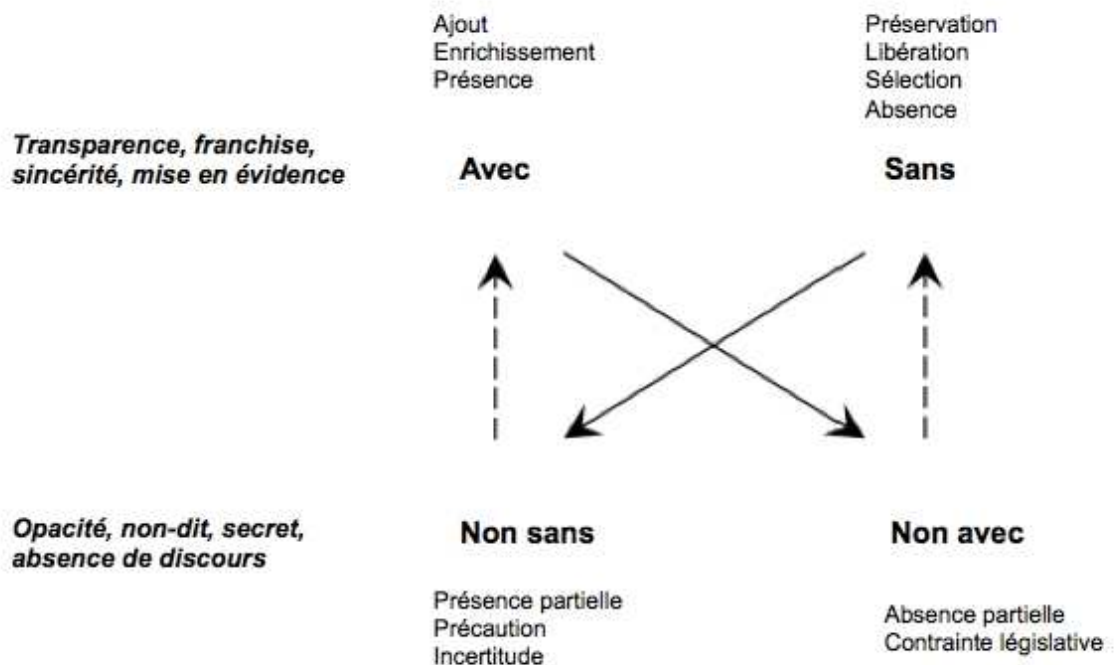 Ajout
Enrichissement
Présence
Préservation
Libération
Sélection
Absence
Transparence, franchise,
sincérité, mise en évidence
Avec
Sans
Opacité, non-dit, secret,
absence de discours
Non sans
Non avec
Présence partielle
Précaution
Incertitude
Absence partielle
Contrainte législative